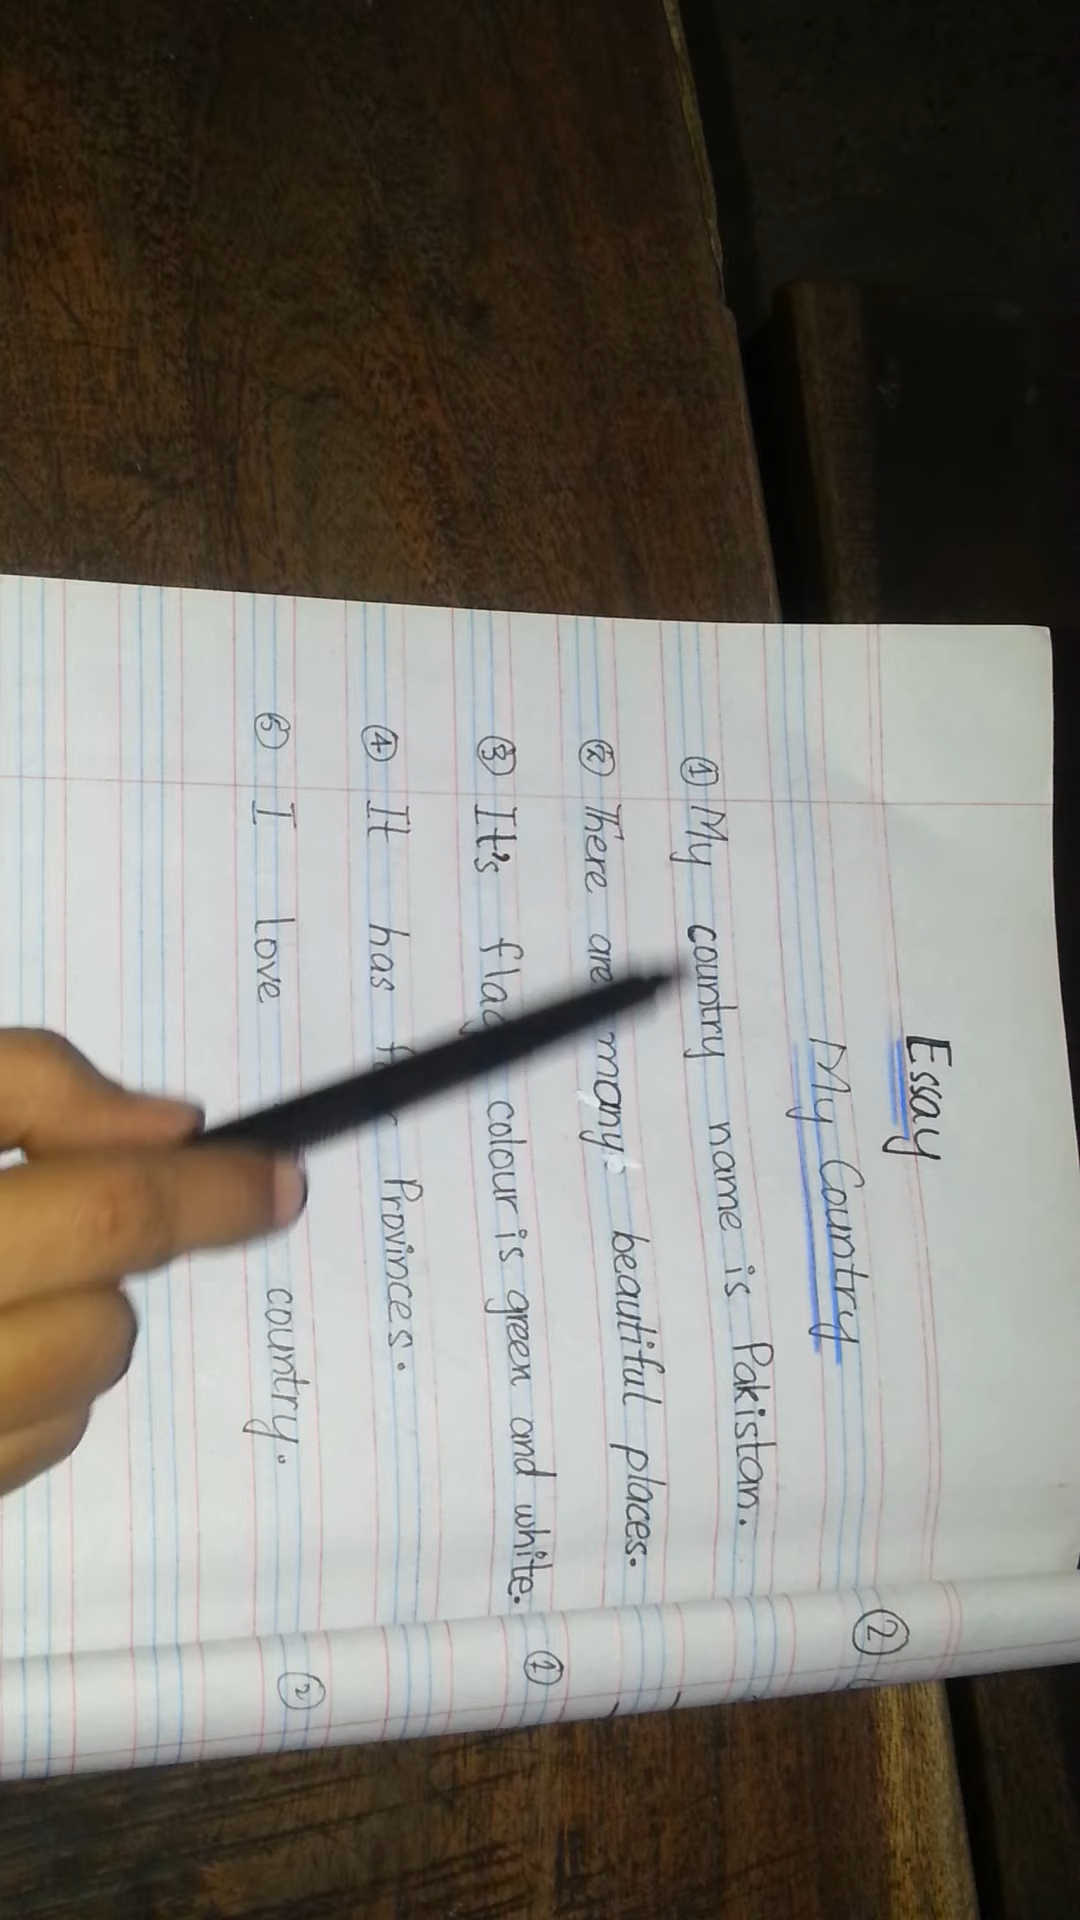 Essay
My Country
① My country name is Pakistan.
② There are many beautiful places.
③ It's flag colour is green and white.
④ It has Provinces.
⑤ I love country.
②
①
②